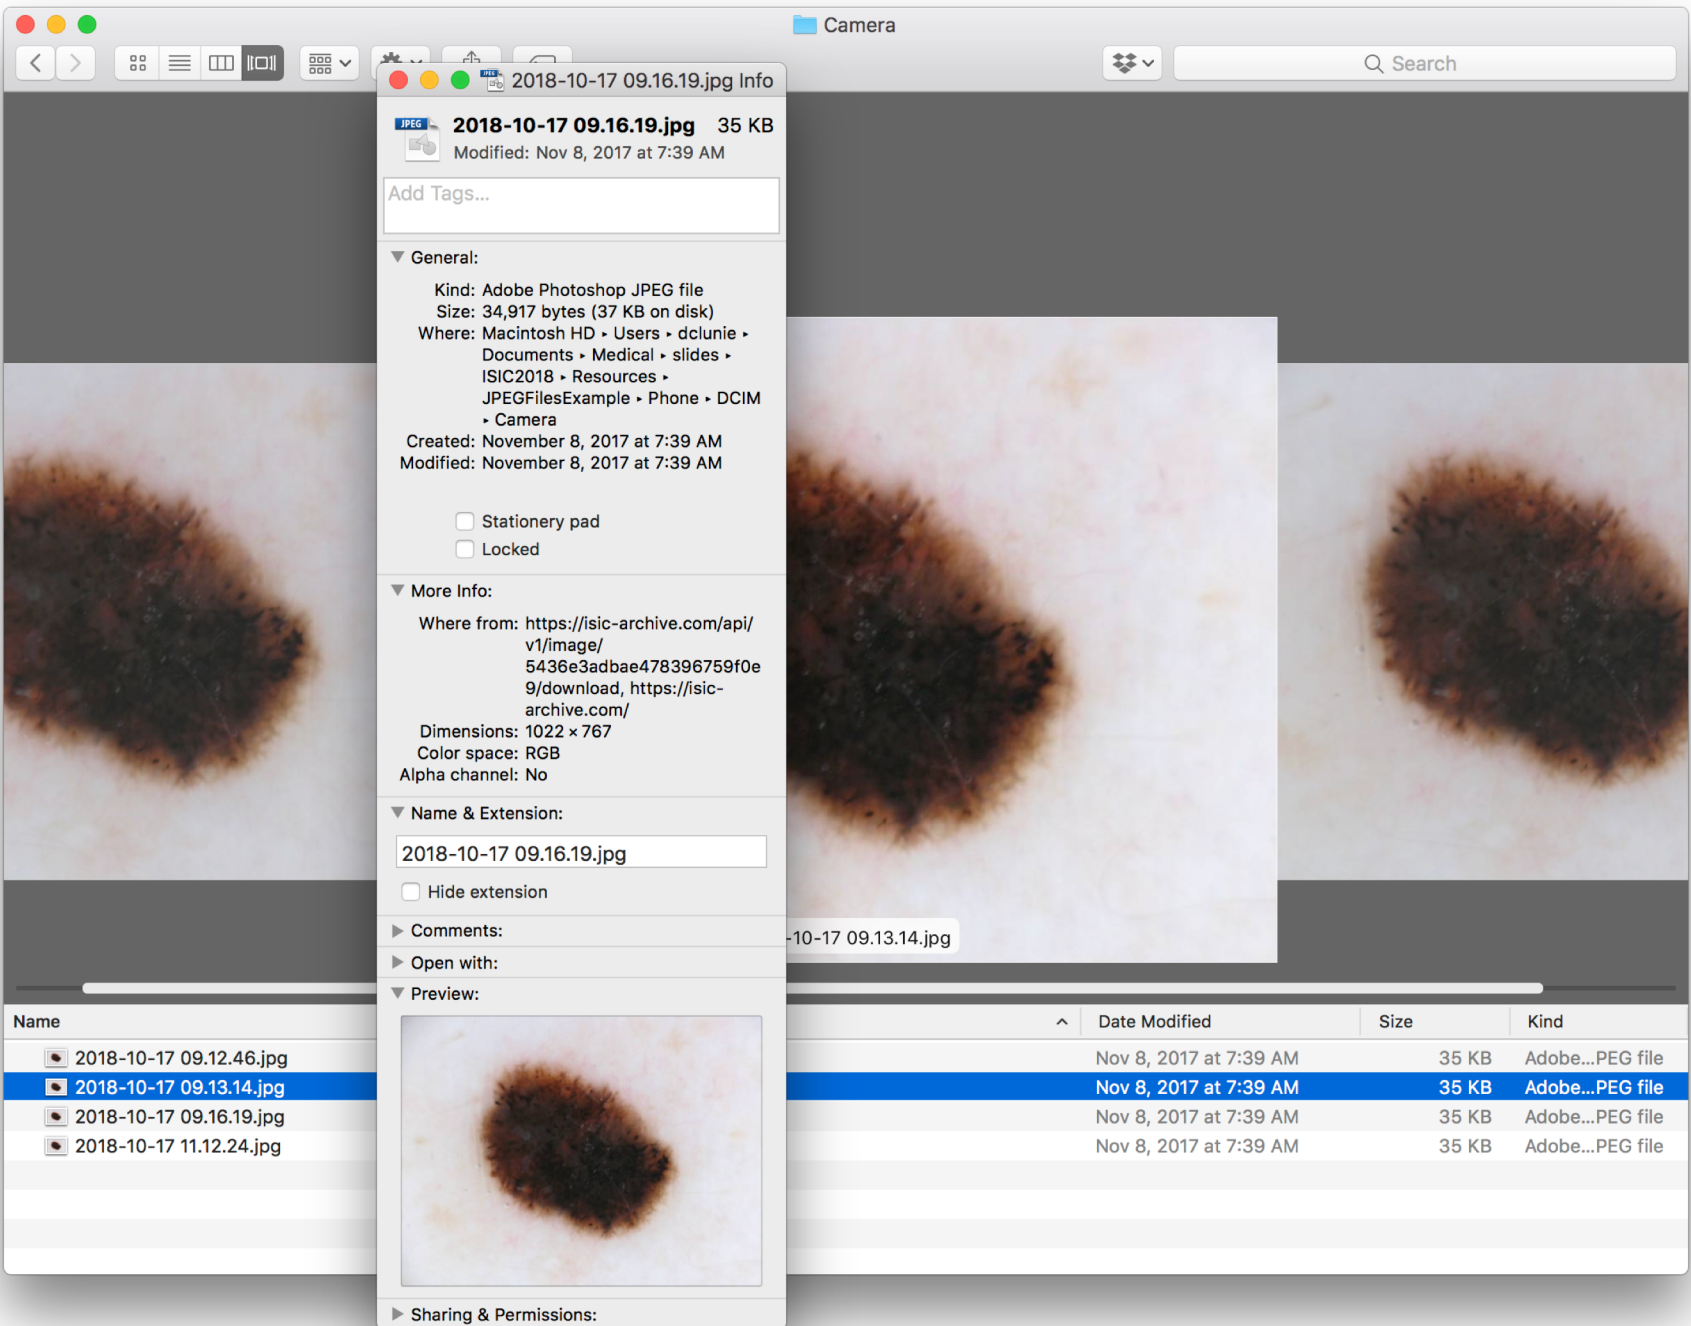 Camera
Search
JPEG
2018-10-17 09.16.19.jpg Info
JPEG
2018-10-17 09.16.19.jpg 35 KB
Modified: Nov 8, 2017 at 7:39 AM
Add Tags...
General:
Kind: Adobe Photoshop JPEG file
Size: 34,917 bytes (37 KB on disk)
Where: Macintosh HD ▸ Users ▸ dclunie ▸
Documents ▸ Medical ▸ slides ▸
ISIC2018 ▸ Resources ▸
JPEGFilesExample ▸ Phone ▸ DCIM
▸ Camera
Created: November 8, 2017 at 7:39 AM
Modified: November 8, 2017 at 7:39 AM
Stationery pad
Locked
More Info:
Where from: https://isic-archive.com/api/
v1/image/
5436e3adbae478396759f0e
9/download, https://isic-
archive.com/
Dimensions: 1022 × 767
Color space: RGB
Alpha channel: No
Name & Extension:
2018-10-17 09.16.19.jpg
Hide extension
Comments:
Open with:
Preview:
Sharing & Permissions:
-10-17 09.13.14.jpg
Name Date Modified Size Kind
2018-10-17 09.12.46.jpg Nov 8, 2017 at 7:39 AM 35 KB Adobe...PEG file
2018-10-17 09.13.14.jpg Nov 8, 2017 at 7:39 AM 35 KB Adobe...PEG file
2018-10-17 09.16.19.jpg Nov 8, 2017 at 7:39 AM 35 KB Adobe...PEG file
2018-10-17 11.12.24.jpg Nov 8, 2017 at 7:39 AM 35 KB Adobe...PEG file